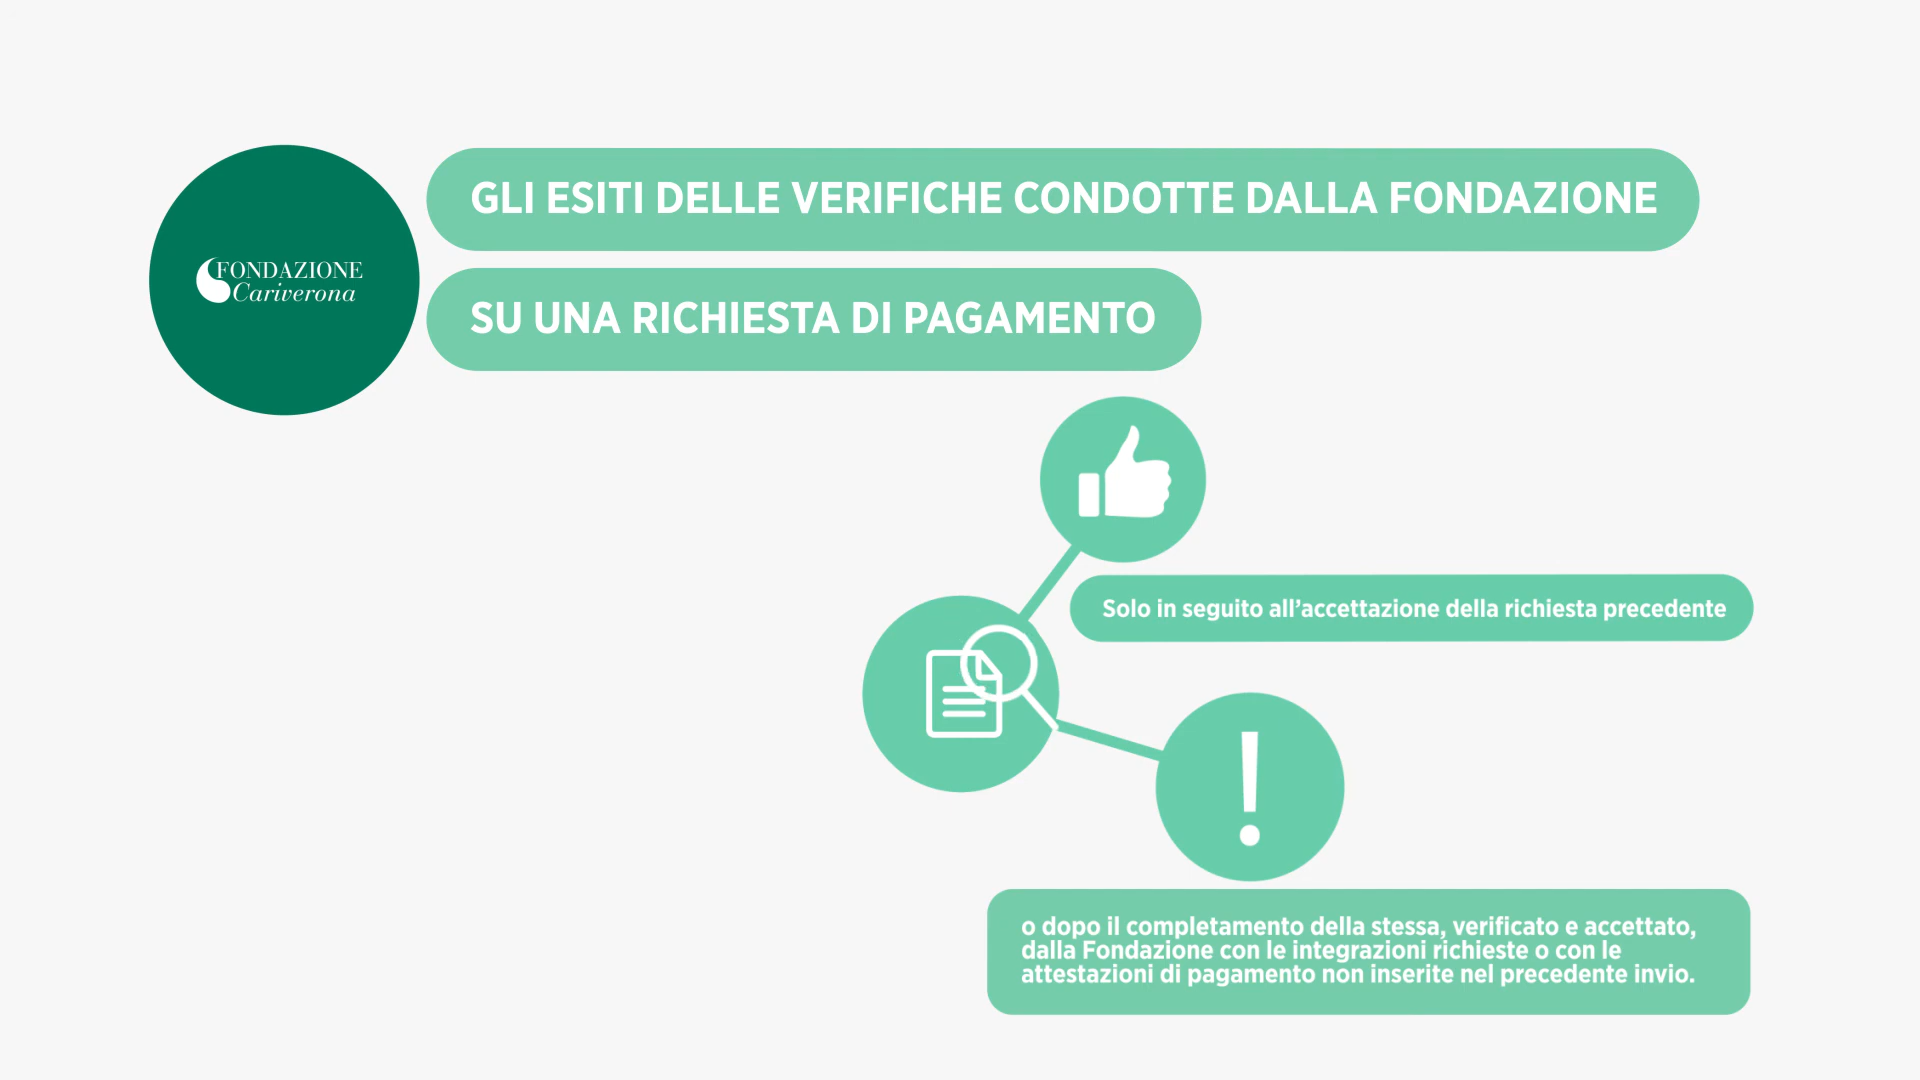 FONDAZIONE
Cariverona
GLI ESITI DELLE VERIFICHE CONDOTTE DALLA FONDAZIONE
SU UNA RICHIESTA DI PAGAMENTO
Solo in seguito all’accettazione della richiesta precedente
!
o dopo il completamento della stessa, verificato e accettato,
dalla Fondazione con le integrazioni richieste o con le
attestazioni di pagamento non inserite nel precedente invio.